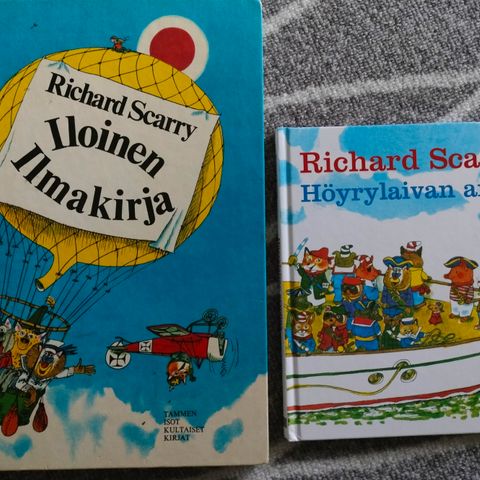 Richard Scarry
Iloinen
Ilmakirja
TAMMEN
ISOT
KULTAISET
KIRJAT
Richard Sca
Höyrylaivan a